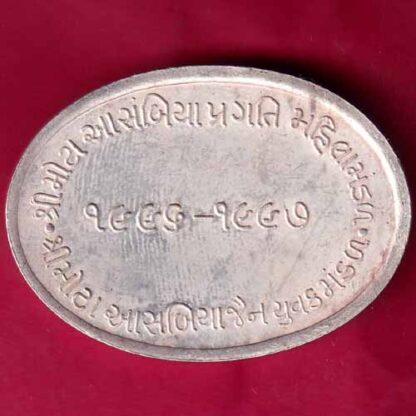 શ્રી મોટા આસંબિયા પ્રગતિ મહિલા મંડળ
૧૯૯૬-૧૯૯૭
શ્રી મોટા આસંબિયા જૈન યુવક મંડળ